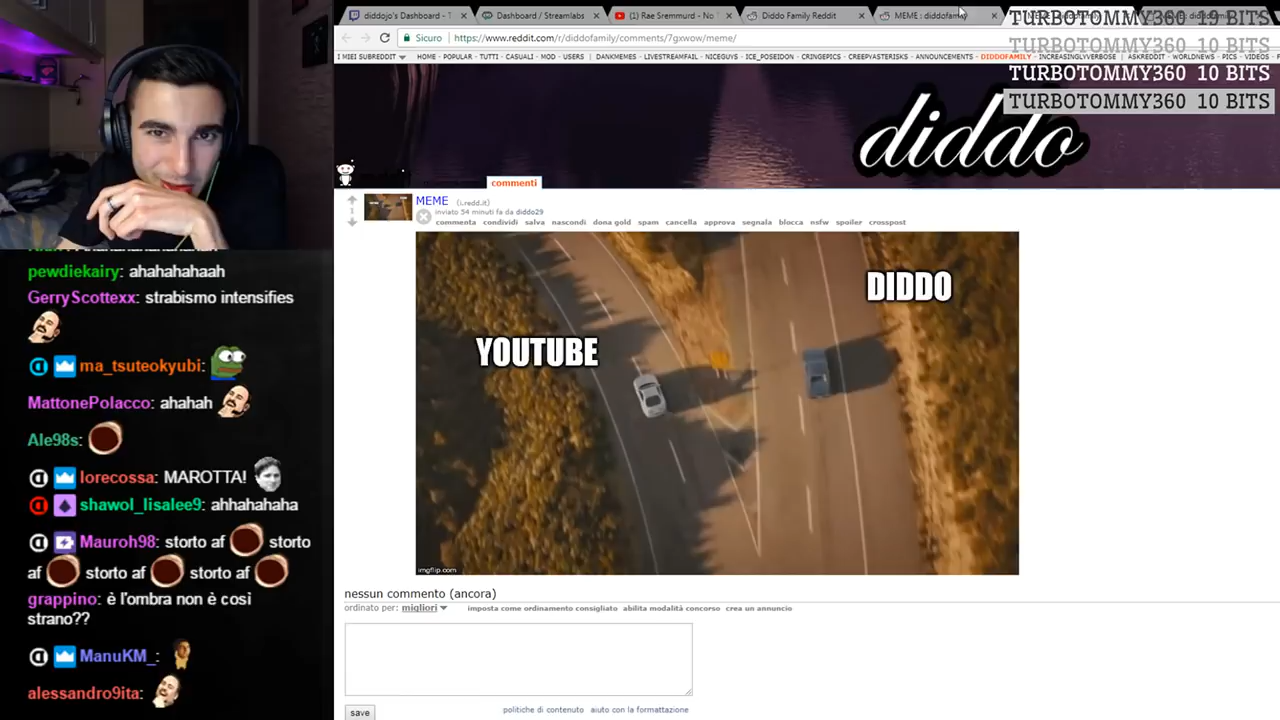 diddojo's Dashboard - T
Dashboard / Streamlabs
(1) Rae Sremmurd - No T
Diddo Family Reddit
MEME : diddofamily
TURBOTOMMY360 15 BITS
TURBOTOMMY360 10 BITS
TURBOTOMMY360 10 BITS
TURBOTOMMY360 10 BITS
Sicuro
https://www.reddit.com/r/diddofamily/comments/7gxwow/meme/
I MIEI SUBREDDIT
HOME - POPULAR - TUTTI - CASUALI - MOD - USERS | DANKMEMES - LIVESTREAMFAIL - NICEGUYS - ICE_POSEIDON - CRINGEPICS - CREEPYASTERISKS - ANNOUNCEMENTS - DIDDOFAMILY - INCREASINGLYVERBOSE - ASKREDDIT - WORLDNEWS - PICS - VIDEOS -
diddo
commenti
MEME (i.redd.it)
1
inviato 54 minuti fa da diddo29
commenta condividi salva nascondi dona gold spam cancella approva segnala blocca nsfw spoiler crosspost
DIDDO
YOUTUBE
imgflip.com
nessun commento (ancora)
ordinato per: migliori
imposta come ordinamento consigliato abilita modalità concorso crea un annuncio
save
politiche di contenuto aiuto con la formattazione
pewdiekairy: ahahahahaah
GerryScottexx: strabismo intensifies
ma_tsuteokyubi:
MattonePolacco: ahahah
Ale98s:
lorecossa: MAROTTA!
shawol_lisalee9: ahhahahaha
Mauroh98: storto af storto
af storto af storto af
grappino: è l'ombra non è cosi
strano??
ManuKM_:
alessandro9ita: